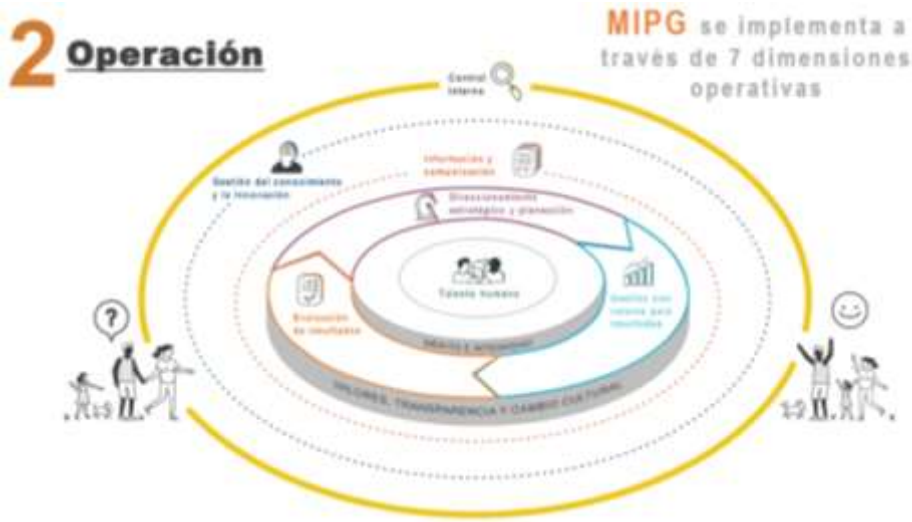 2 Operación
MIPG se implementa a
través de 7 dimensiones
operativas
Control
Interno
Gestión del conocimiento
y la innovación
Información y
comunicación
Direccionamiento
estratégico y planeación
Talento humano
Gestión con
valores para
resultados
Evaluación
de resultados
VALORES, TRANSPARENCIA Y CAMBIO CULTURAL
?